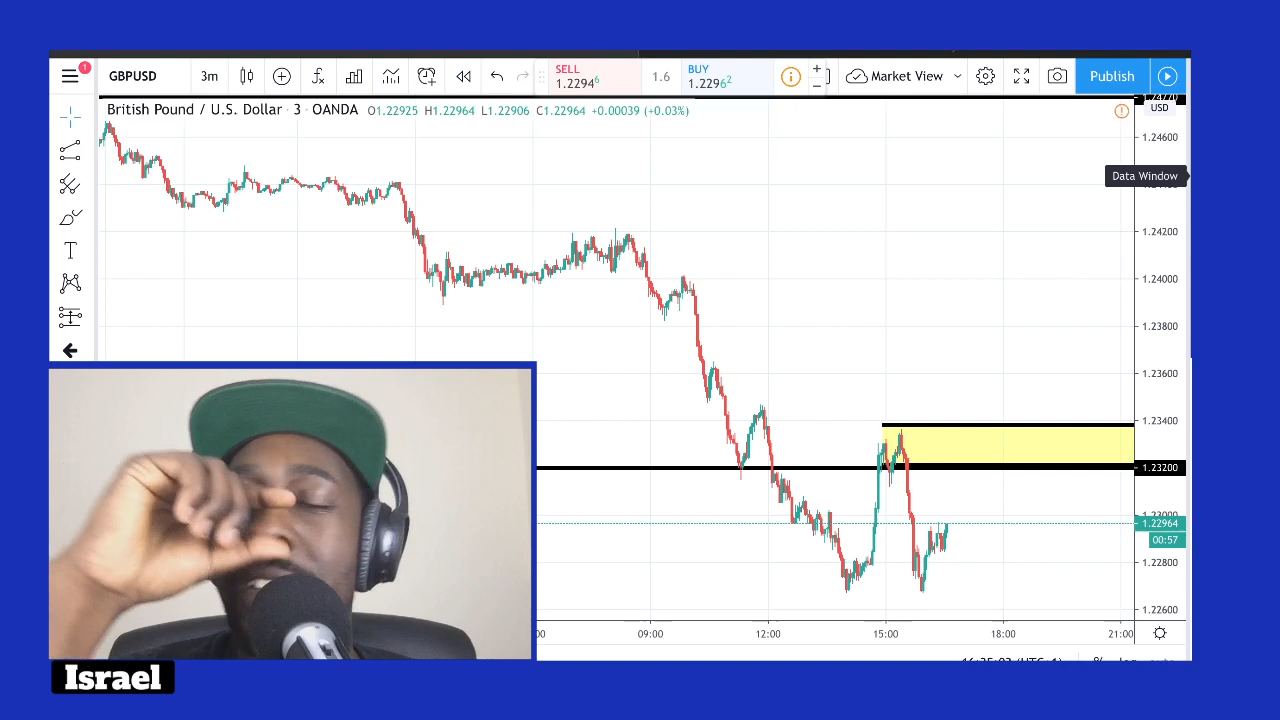 1
GBPUSD
3m
SELL
1.22946
1.6
BUY
1.22962
Market View
Publish
British Pound / U.S. Dollar · 3 · OANDA O1.22925 H1.22964 L1.22906 C1.22964 +0.00039 (+0.03%)
USD
1.24600
Data Window
1.24200
1.24000
1.23800
1.23600
1.23400
1.23200
1.23000
1.22964
00:57
1.22800
1.22600
09:00
12:00
15:00
18:00
21:00
Israel